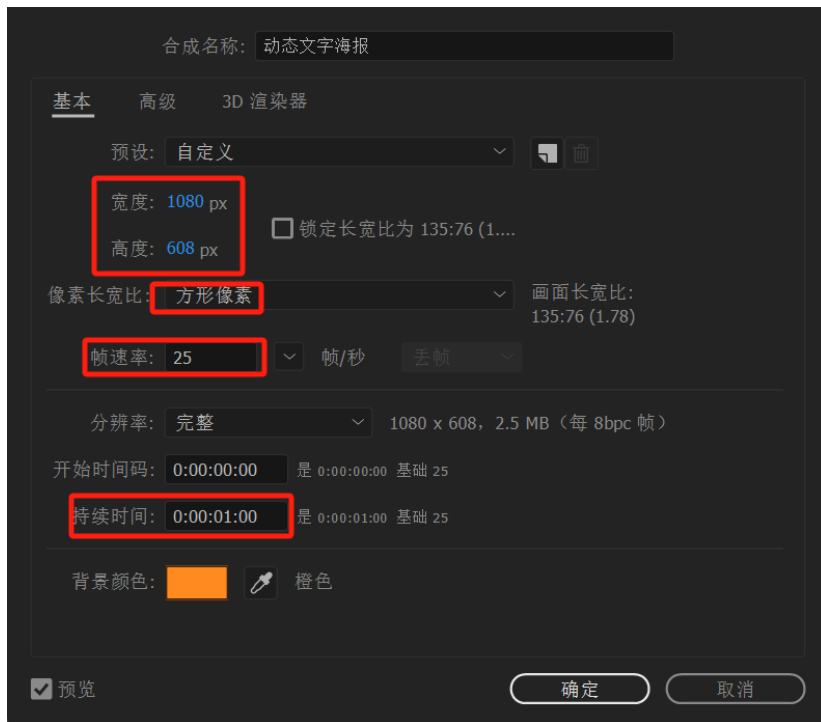 合成名称: 动态文字海报
基本 高级 3D 渲染器
预设: 自定义
宽度: 1080 px
锁定长宽比为 135:76 (1....
高度: 608 px
像素长宽比: 方形像素 画面长宽比:
135:76 (1.78)
帧速率: 25 帧/秒 丢帧
分辨率: 完整 1080 x 608，2.5 MB（每 8bpc 帧）
开始时间码: 0:00:00:00 是 0:00:00:00 基础 25
持续时间: 0:00:01:00 是 0:00:01:00 基础 25
背景颜色: 橙色
预览 确定 取消